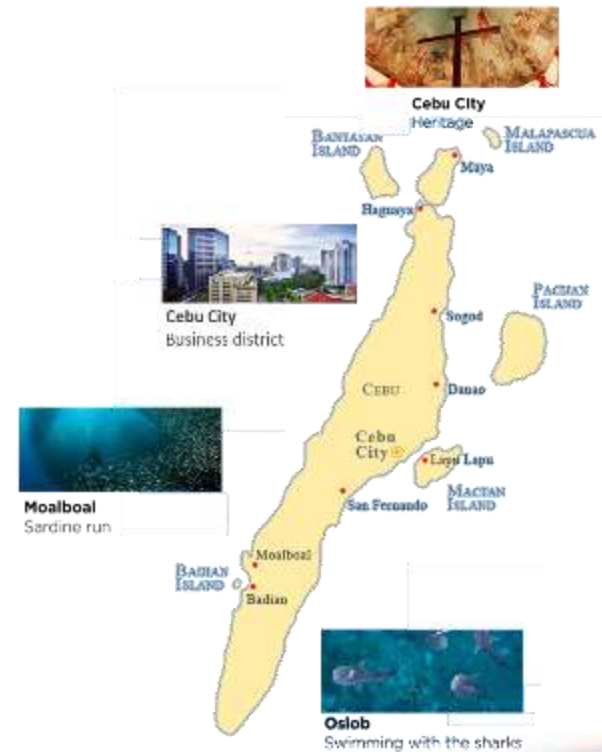 Cebu City
Heritage
BANTAYAN
ISLAND
MALAPASCUA
ISLAND
Maya
Hagnaya
Cebu City
Business district
PACIJAN
ISLAND
Sogod
CEBU
Danao
Cebu
City
Lapu Lapu
MACTAN
ISLAND
San Fernando
Moalboal
Sardine run
Moalboal
BADIAN
ISLAND
Badian
Oslob
Swimming with the sharks